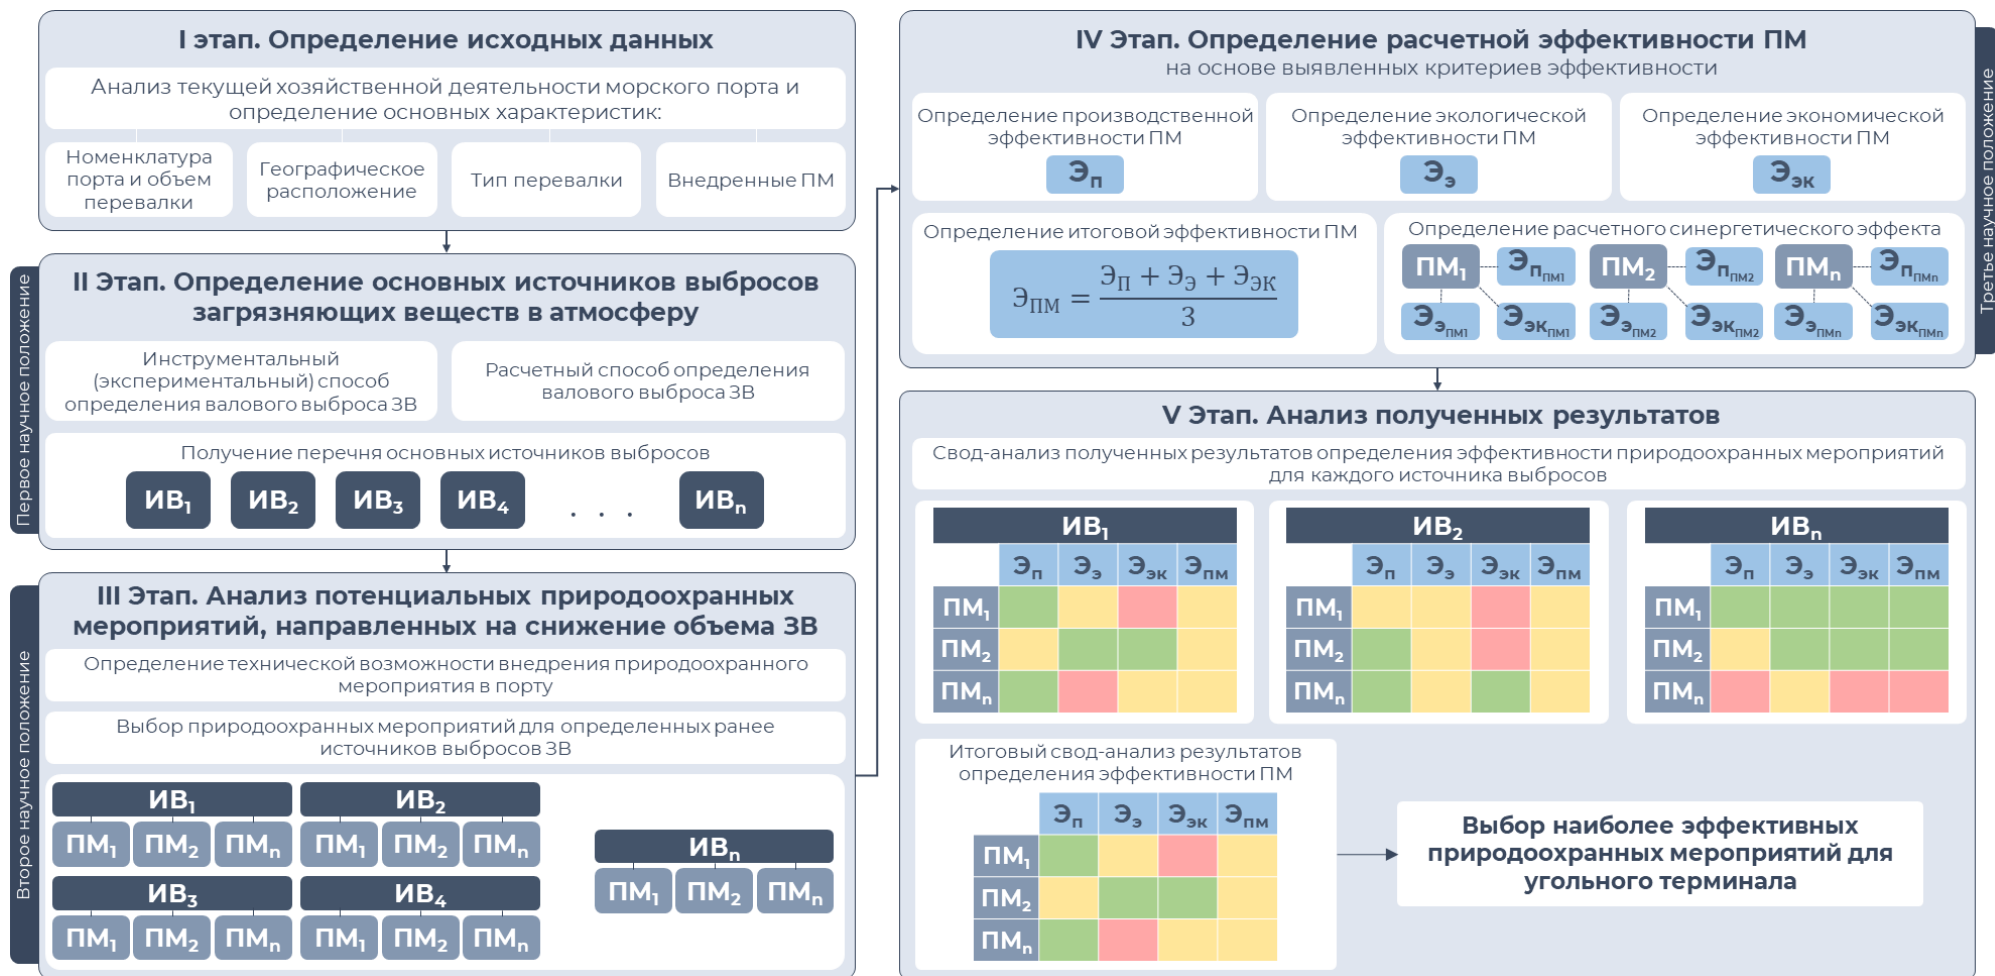 I этап. Определение исходных данных
Анализ текущей хозяйственной деятельности морского порта и
определение основных характеристик:
Номенклатура
порта и объем
перевалки
Географическое
расположение
Тип перевалки
Внедренные ПМ
Первое научное положение
II Этап. Определение основных источников выбросов
загрязняющих веществ в атмосферу
Инструментальный
(экспериментальный) способ
определения валового выброса ЗВ
Расчетный способ определения
валового выброса ЗВ
Получение перечня основных источников выбросов
ИВ1 ИВ2 ИВ3 ИВ4 . . . ИВn
Второе научное положение
III Этап. Анализ потенциальных природоохранных
мероприятий, направленных на снижение объема ЗВ
Определение технической возможности внедрения природоохранного
мероприятия в порту
Выбор природоохранных мероприятий для определенных ранее
источников выбросов ЗВ
ИВ1
ПМ1 ПМ2 ПМn
ИВ2
ПМ1 ПМ2 ПМn
ИВ3
ПМ1 ПМ2 ПМn
ИВ4
ПМ1 ПМ2 ПМn
ИВn
ПМ1 ПМ2 ПМn
Третье научное положение
IV Этап. Определение расчетной эффективности ПМ
на основе выявленных критериев эффективности
Определение производственной
эффективности ПМ
Эп
Определение экологической
эффективности ПМ
Ээ
Определение экономической
эффективности ПМ
Ээк
Определение итоговой эффективности ПМ
ЭПМ = (ЭП + ЭЭ + ЭЭК) / 3
Определение расчетного синергетического эффекта
ПМ1 ЭпПМ1 ПМ2 ЭпПМ2 ПМn ЭпПМn
ЭэПМ1 ЭэкПМ1 ЭэПМ2 ЭэкПМ2 ЭэПМn ЭэкПМn
V Этап. Анализ полученных результатов
Свод-анализ полученных результатов определения эффективности природоохранных мероприятий
для каждого источника выбросов
ИВ1
Эп Ээ Ээк Эпм
ПМ1
ПМ2
ПМn
ИВ2
Эп Ээ Ээк Эпм
ПМ1
ПМ2
ПМn
ИВn
Эп Ээ Ээк Эпм
ПМ1
ПМ2
ПМn
Итоговый свод-анализ результатов
определения эффективности ПМ
Эп Ээ Ээк Эпм
ПМ1
ПМ2
ПМn
Выбор наиболее эффективных
природоохранных мероприятий для
угольного терминала